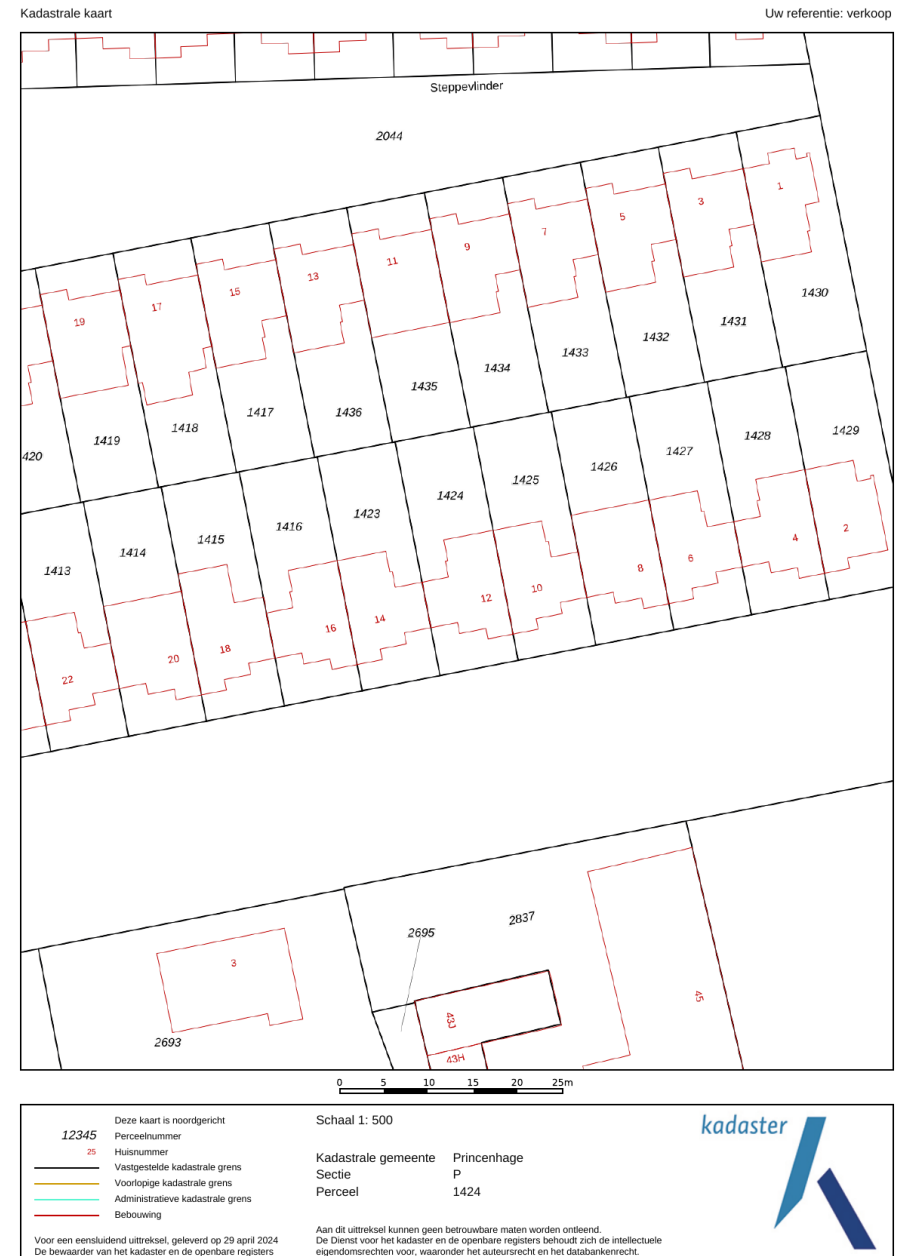 Kadastrale kaart Uw referentie: verkoop
Steppevlinder
2044
1
3
5
7
9
11
13
15
17
19
1430
1431
1432
1433
1434
1435
1436
1417
1418
1419
420
1429
1428
1427
1426
1425
1424
1423
1416
1415
1414
1413
2
4
6
8
10
12
14
16
18
20
22
2837
2695
3
45
43J
2693
43H
0 5 10 15 20 25m
Deze kaart is noordgericht
12345 Perceelnummer
25 Huisnummer
Vastgestelde kadastrale grens
Voorlopige kadastrale grens
Administratieve kadastrale grens
Bebouwing
Voor een eensluidend uittreksel, geleverd op 29 april 2024
De bewaarder van het kadaster en de openbare registers
Schaal 1: 500
Kadastrale gemeente Princenhage
Sectie P
Perceel 1424
Aan dit uittreksel kunnen geen betrouwbare maten worden ontleend.
De Dienst voor het kadaster en de openbare registers behoudt zich de intellectuele
eigendomsrechten voor, waaronder het auteursrecht en het databankenrecht.
kadaster